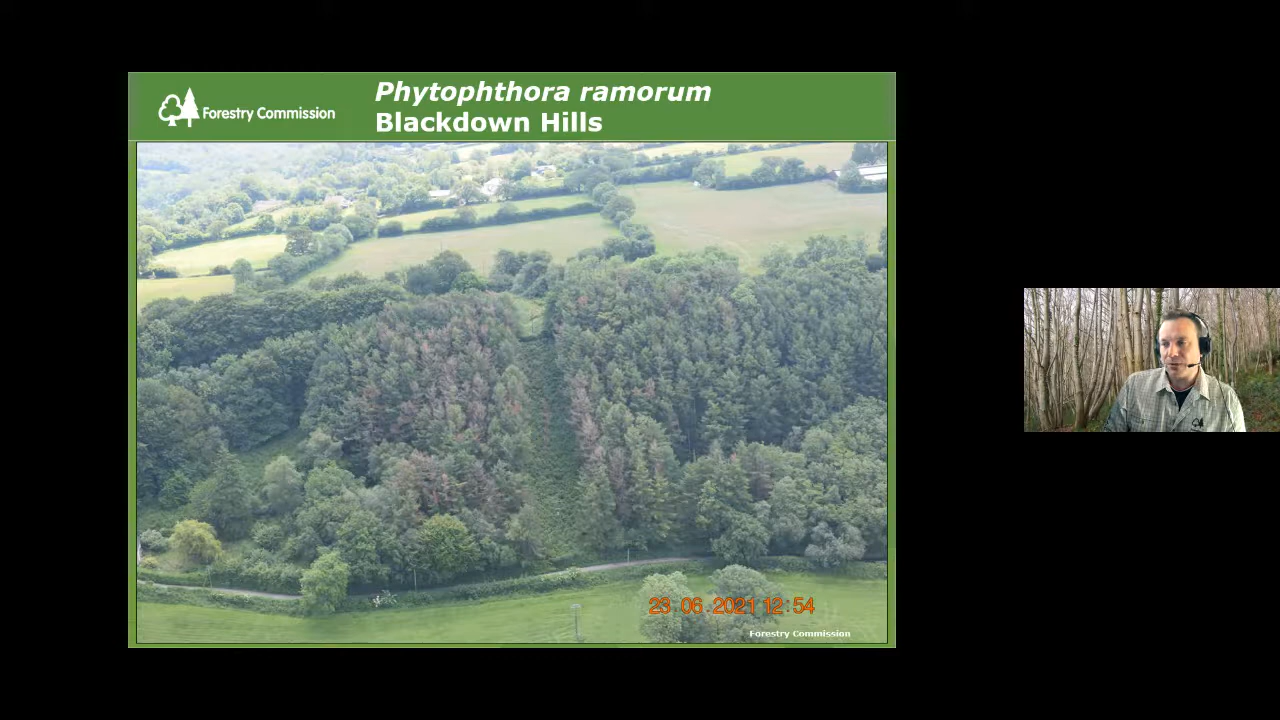 Forestry Commission
Phytophthora ramorum
Blackdown Hills
23.06.2021 12:54
Forestry Commission